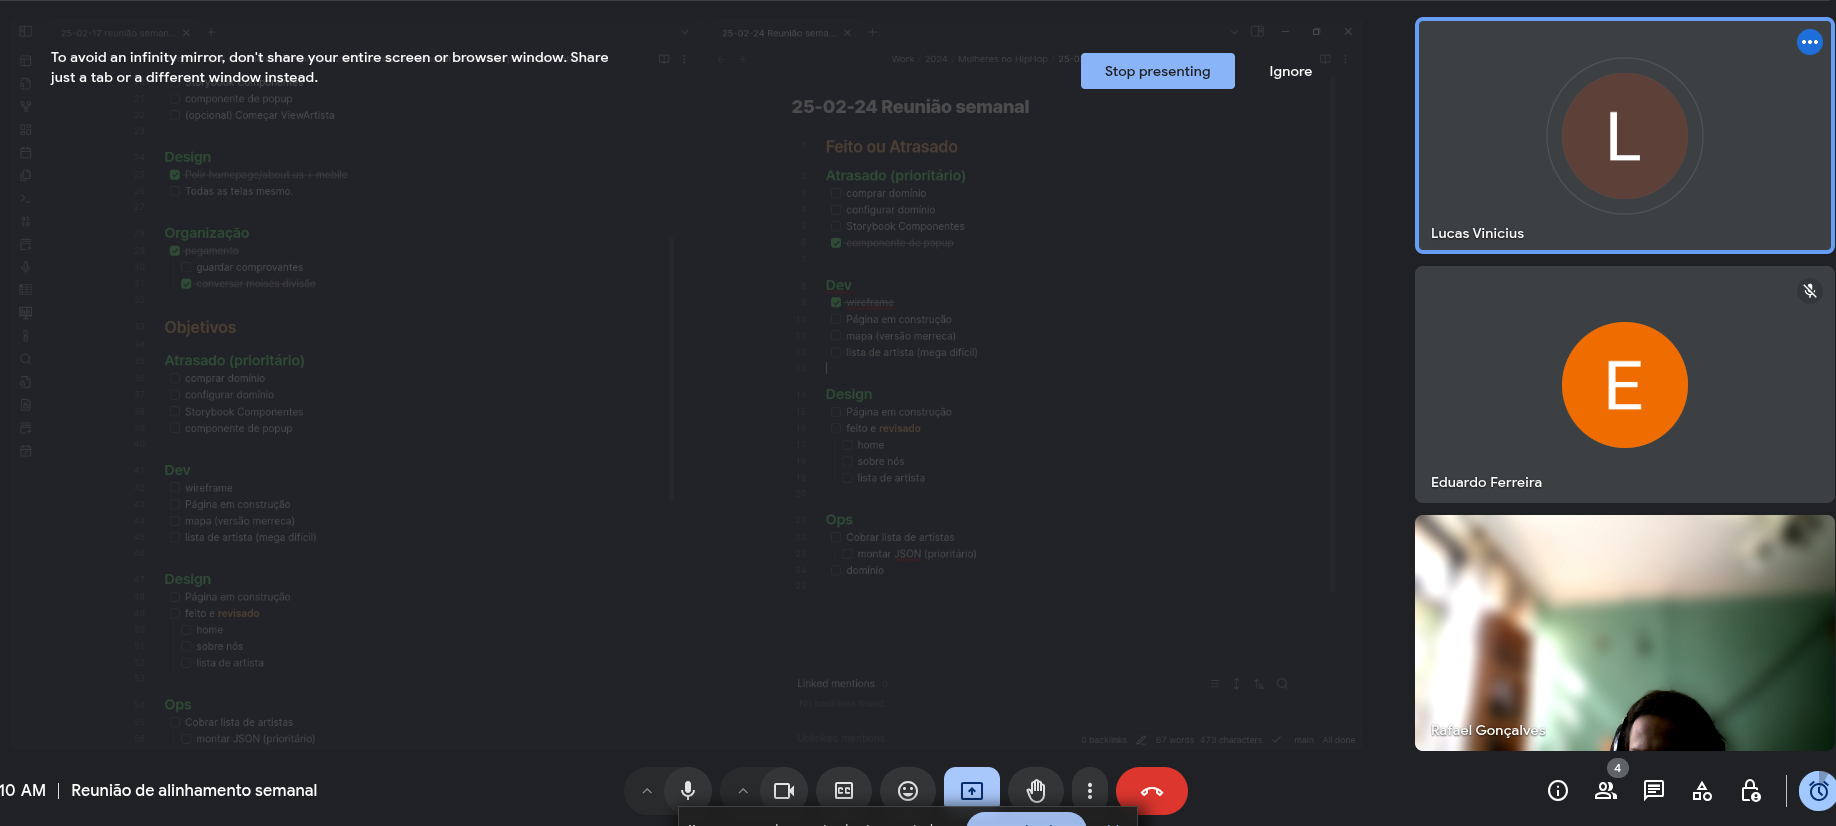 25-02-17 reunião seman...
25-02-24 Reunião sema...
To avoid an infinity mirror, don't share your entire screen or browser window. Share
just a tab or a different window instead.
Stop presenting
Ignore
Work / 2024 / Mulheres no HipHop / 25-0
componente de popup
(opcional) Começar ViewArtista
Design
Polir homepage/about us + mobile
Todas as telas mesmo.
Organização
pagamento
guardar comprovantes
conversar moisés divisão
Objetivos
Atrasado (prioritário)
comprar domínio
configurar domínio
Storybook Components
componente de popup
Dev
wireframe
Página em construção
mapa (versão merreca)
lista de artista (mega difícil)
Design
Página em construção
feito e revisado
home
sobre nós
lista de artista
Ops
Cobrar lista de artistas
montar JSON (prioritário)
25-02-24 Reunião semanal
Feito ou Atrasado
Atrasado (prioritário)
comprar domínio
configurar domínio
Storybook Components
componente de popup
Dev
wireframe
Página em construção
mapa (versão merreca)
lista de artista (mega difícil)
Design
Página em construção
feito e revisado
home
sobre nós
lista de artista
Ops
Cobrar lista de artistas
montar JSON (prioritário)
domínio
Linked mentions
No backlinks found.
Unlinked mentions
0 backlinks 67 words 473 characters main All done
L
Lucas Vinicius
E
Eduardo Ferreira
Rafael Gonçalves
10 AM | Reunião de alinhamento semanal
CC
4